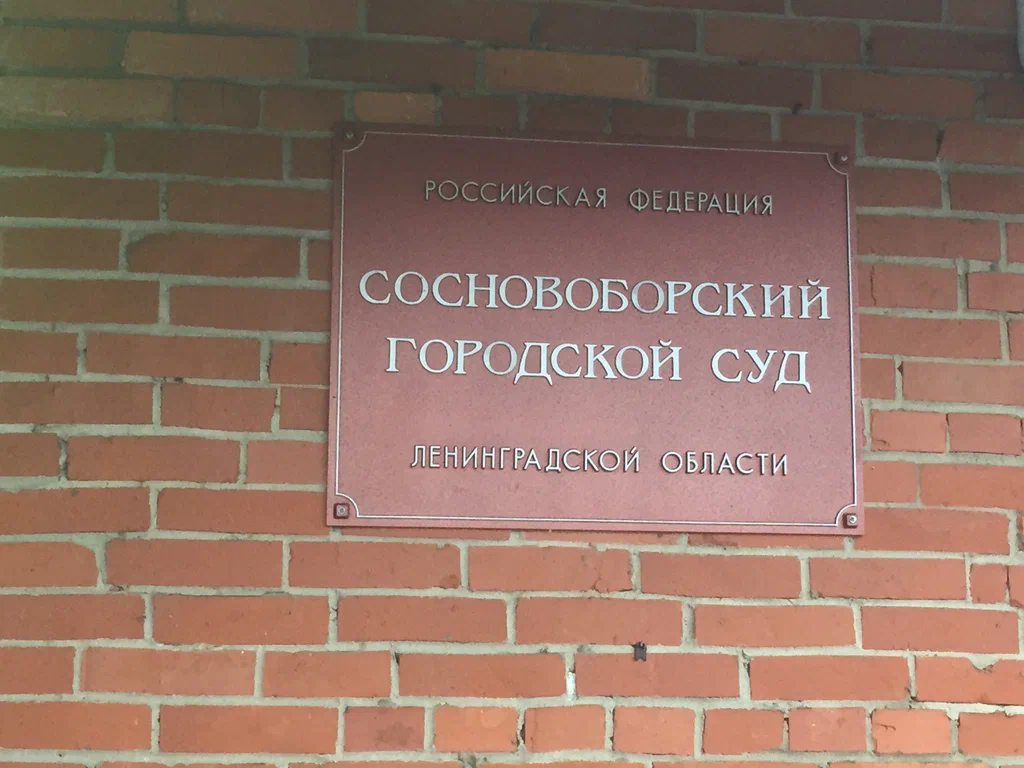 РОССИЙСКАЯ ФЕДЕРАЦИЯ
СОСНОВОБОРСКИЙ
ГОРОДСКОЙ СУД
ЛЕНИНГРАДСКОЙ ОБЛАСТИ